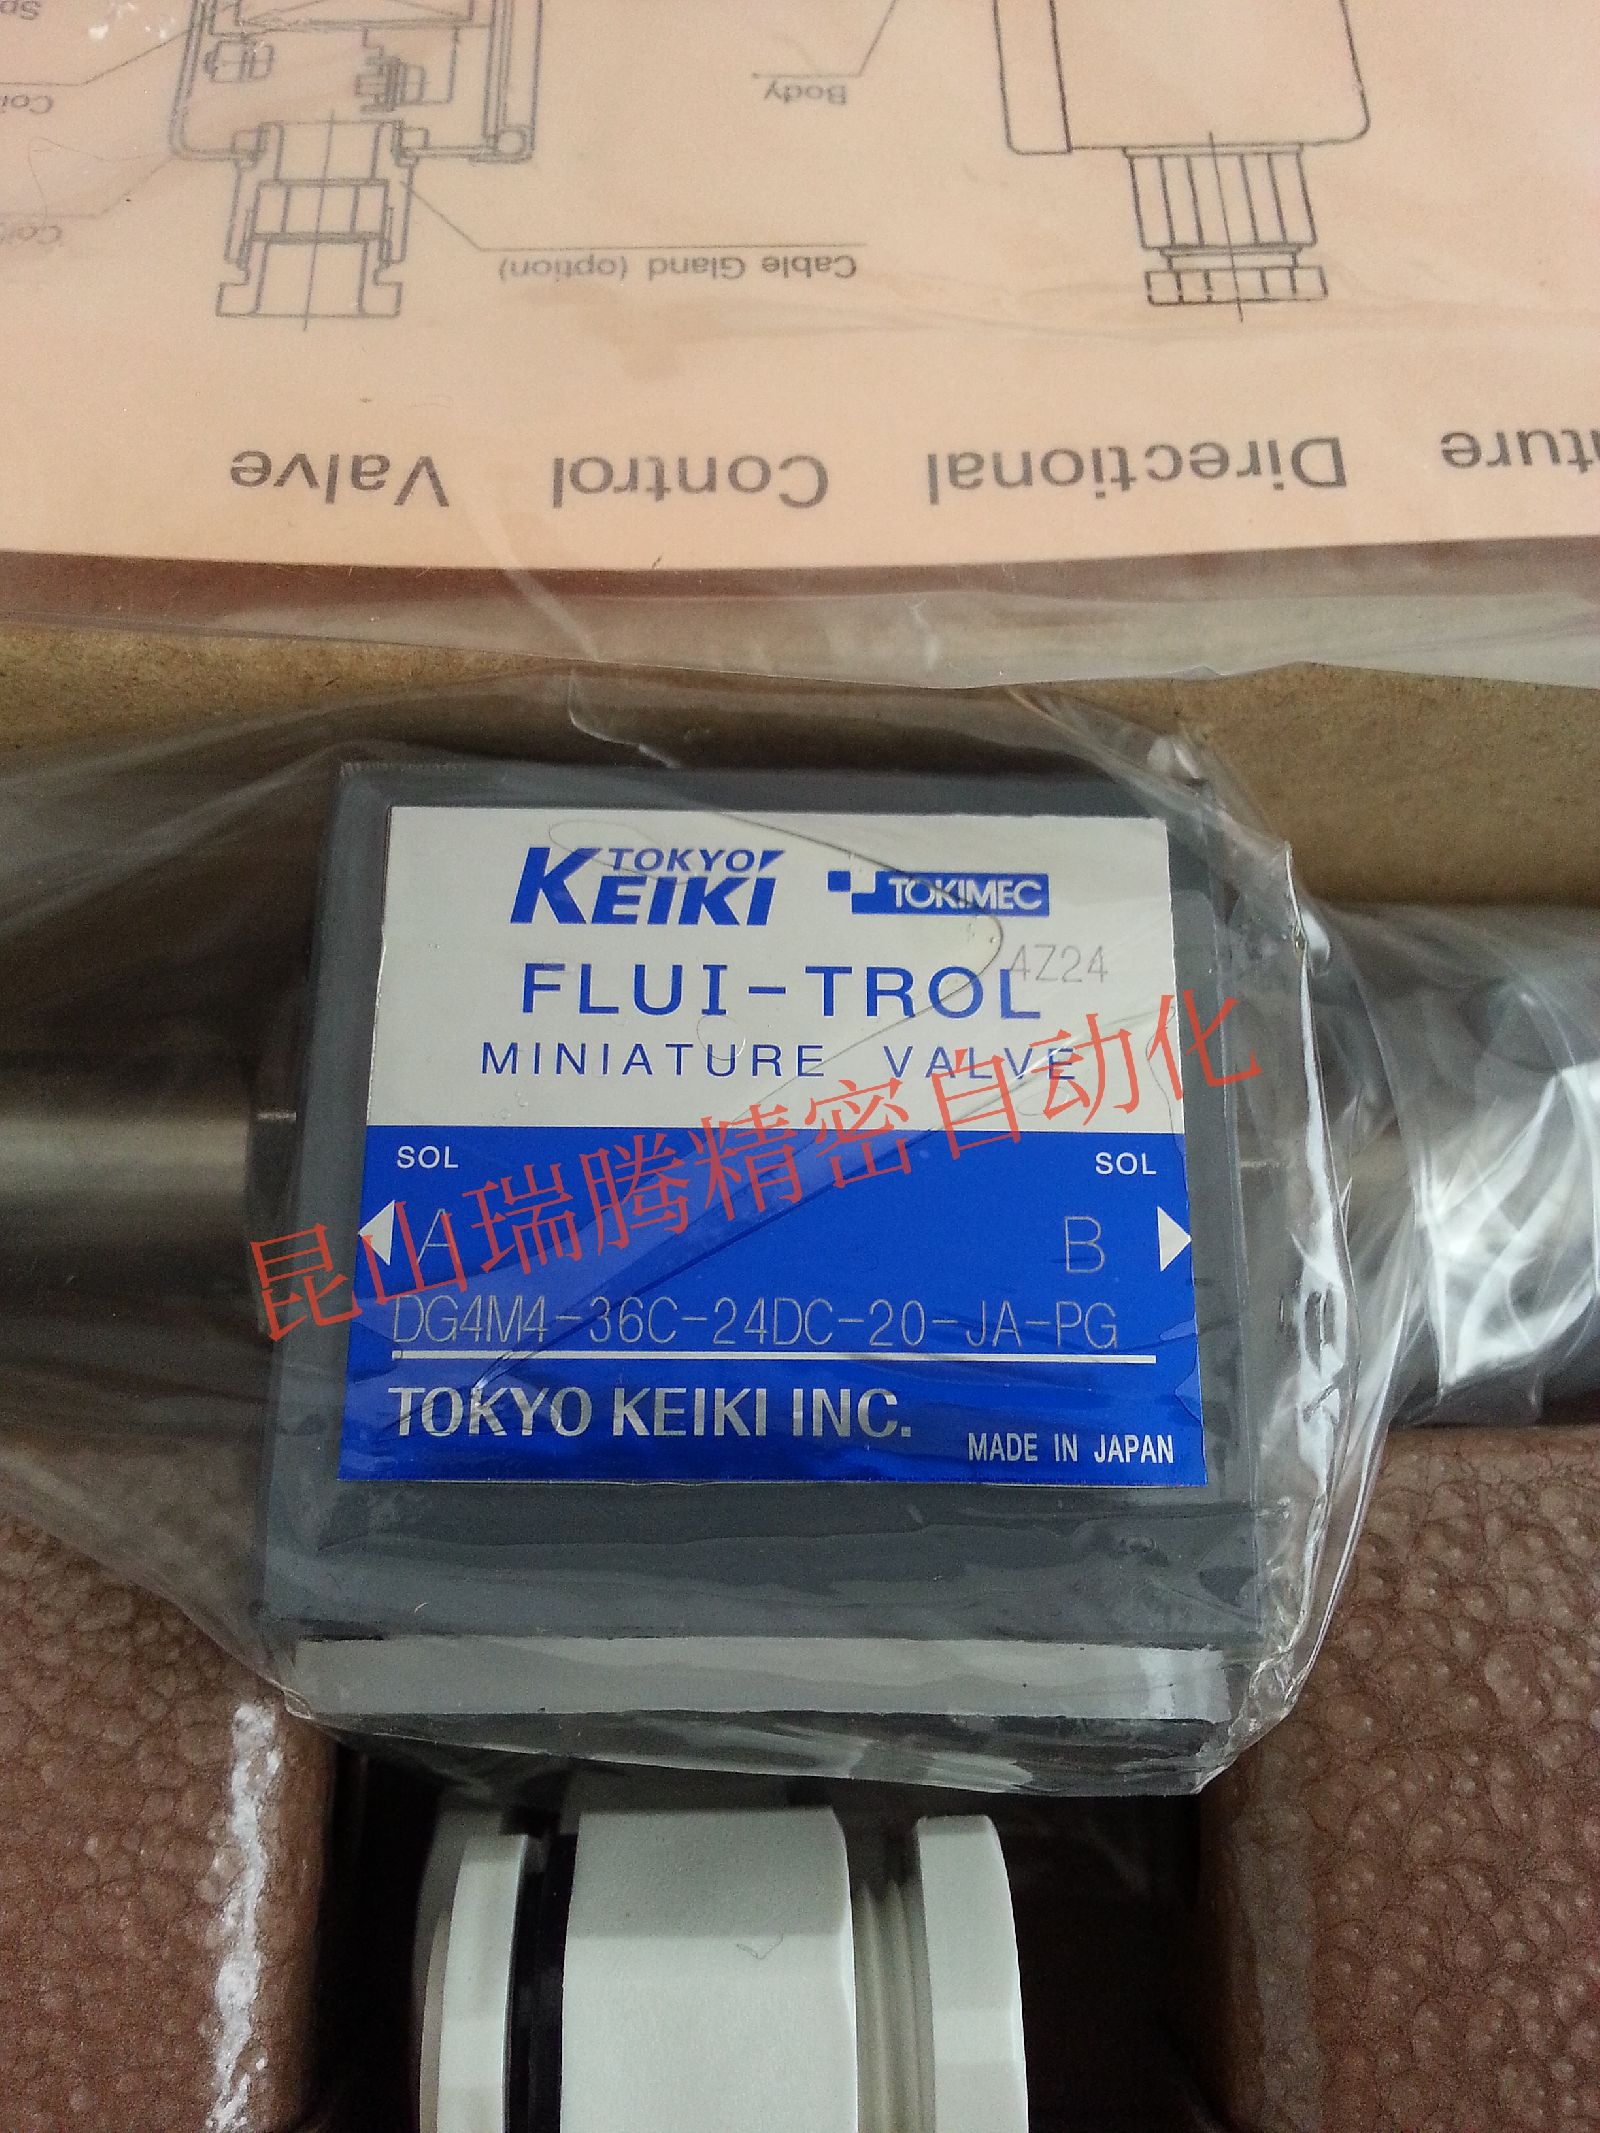 Body
Cable Gland (option)
Directional Control Valve
TOKYO KEIKI TOKIMEC
4Z24
FLUI-TROL
MINIATURE VALVE
SOL SOL
A B
DG4M4-36C-24DC-20-JA-PG
TOKYO KEIKI INC.
MADE IN JAPAN
昆山瑞腾精密自动化